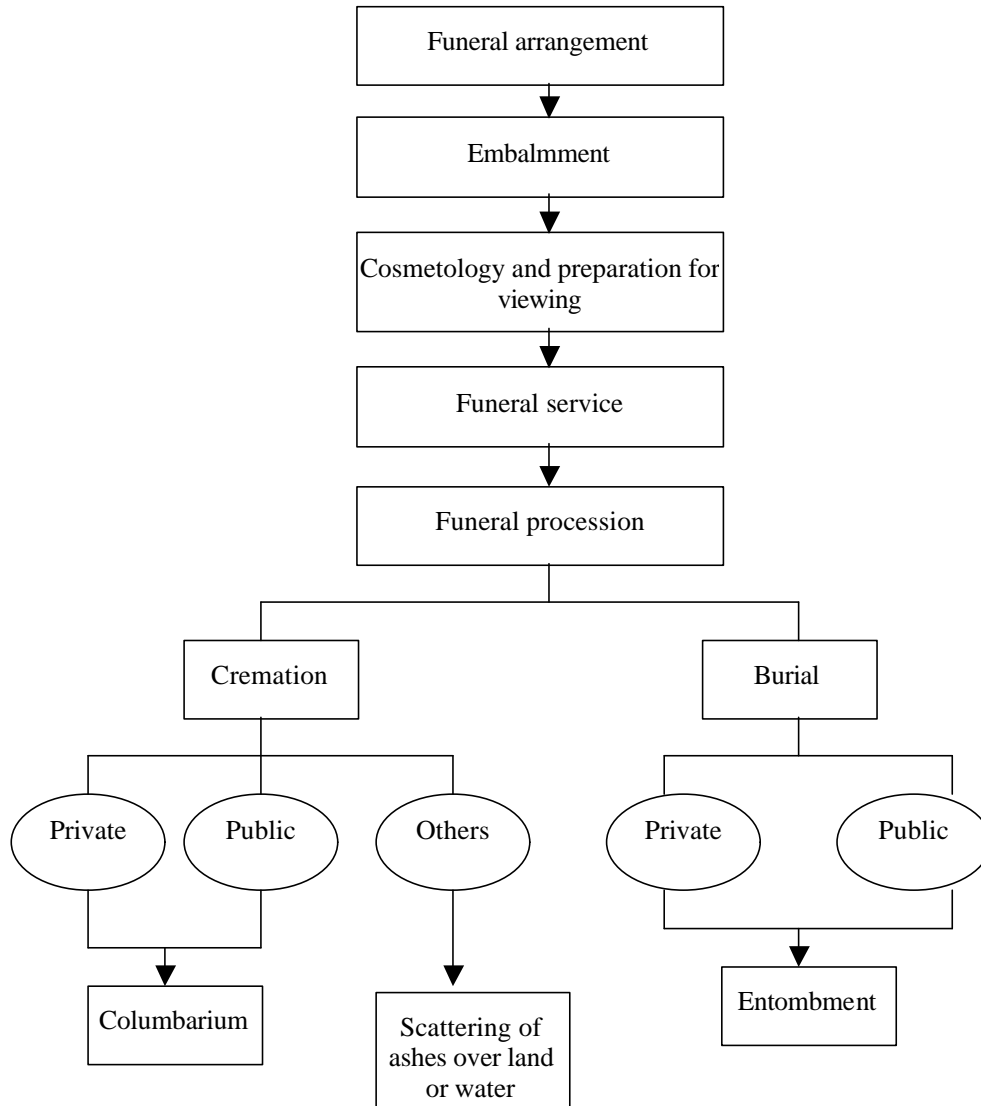 Funeral arrangement
Embalmment
Cosmetology and preparation for
viewing
Funeral service
Funeral procession
Cremation
Burial
Private
Public
Others
Private
Public
Columbarium
Scattering of
ashes over land
or water
Entombment